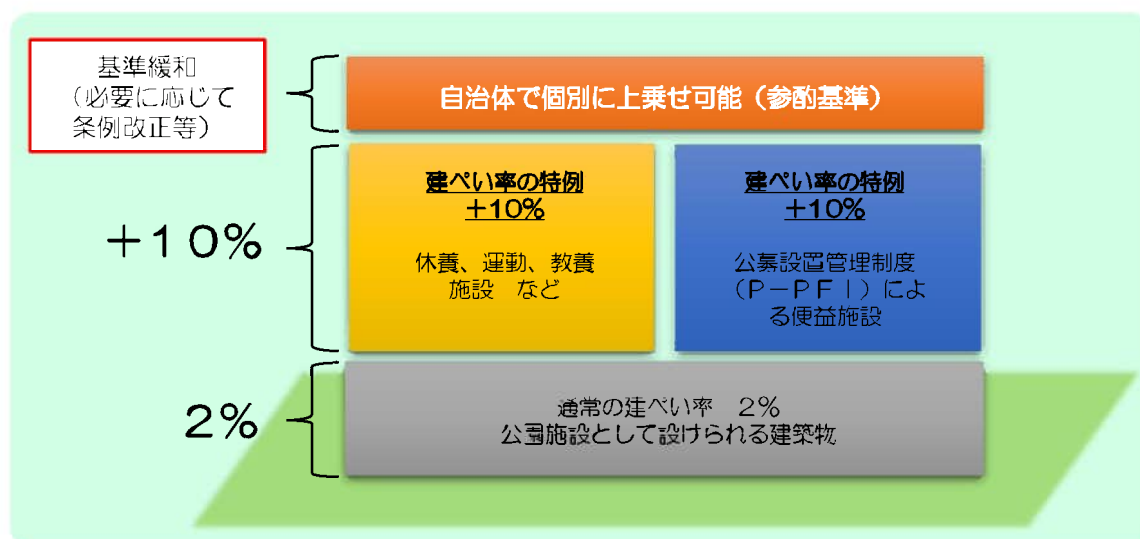 基準緩和
（必要に応じて
条例改正等）
自治体で個別に上乗せ可能（参酌基準）
＋１０％
建ぺい率の特例
＋10%
休養、運動、教養
施設　など
建ぺい率の特例
＋10%
公募設置管理制度
（Ｐ－ＰＦＩ）によ
る便益施設
２％
通常の建ぺい率　2%
公園施設として設けられる建築物